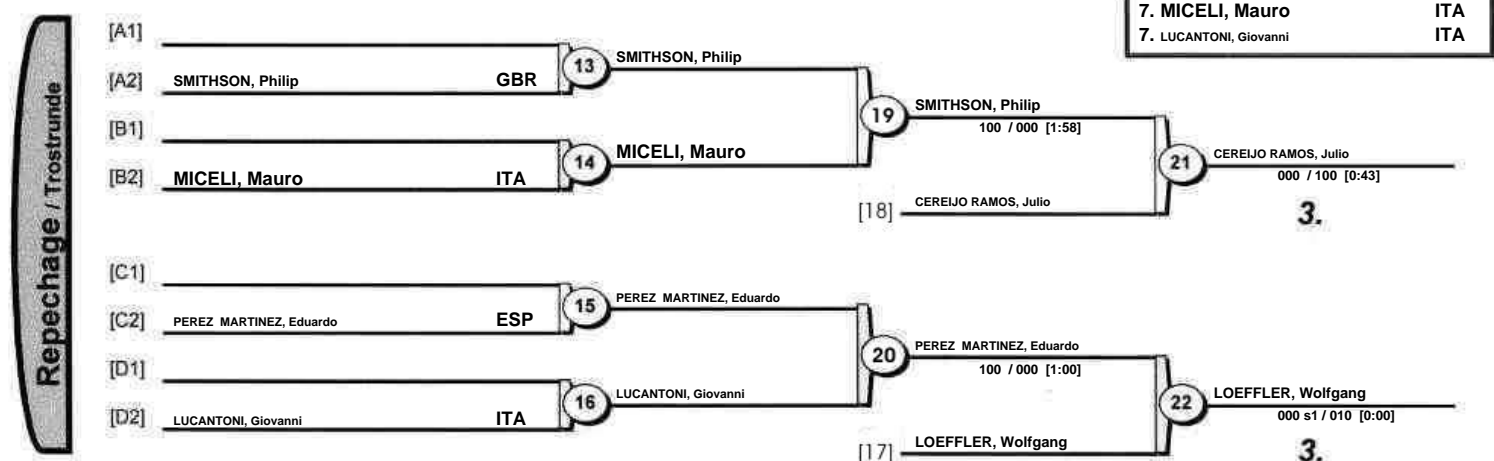 7. MICELI, Mauro ITA
7. LUCANTONI, Giovanni ITA
Repechage / Trostrunde
[A1]
[A2] SMITHSON, Philip GBR
13
SMITHSON, Philip
[B1]
[B2] MICELI, Mauro ITA
14
MICELI, Mauro
19
SMITHSON, Philip
100 / 000 [1:58]
[18] CEREIJO RAMOS, Julio
21
CEREIJO RAMOS, Julio
000 / 100 [0:43]
3.
[C1]
[C2] PEREZ MARTINEZ, Eduardo ESP
15
PEREZ MARTINEZ, Eduardo
[D1]
[D2] LUCANTONI, Giovanni ITA
16
LUCANTONI, Giovanni
20
PEREZ MARTINEZ, Eduardo
100 / 000 [1:00]
[17] LOEFFLER, Wolfgang
22
LOEFFLER, Wolfgang
000 s1 / 010 [0:00]
3.